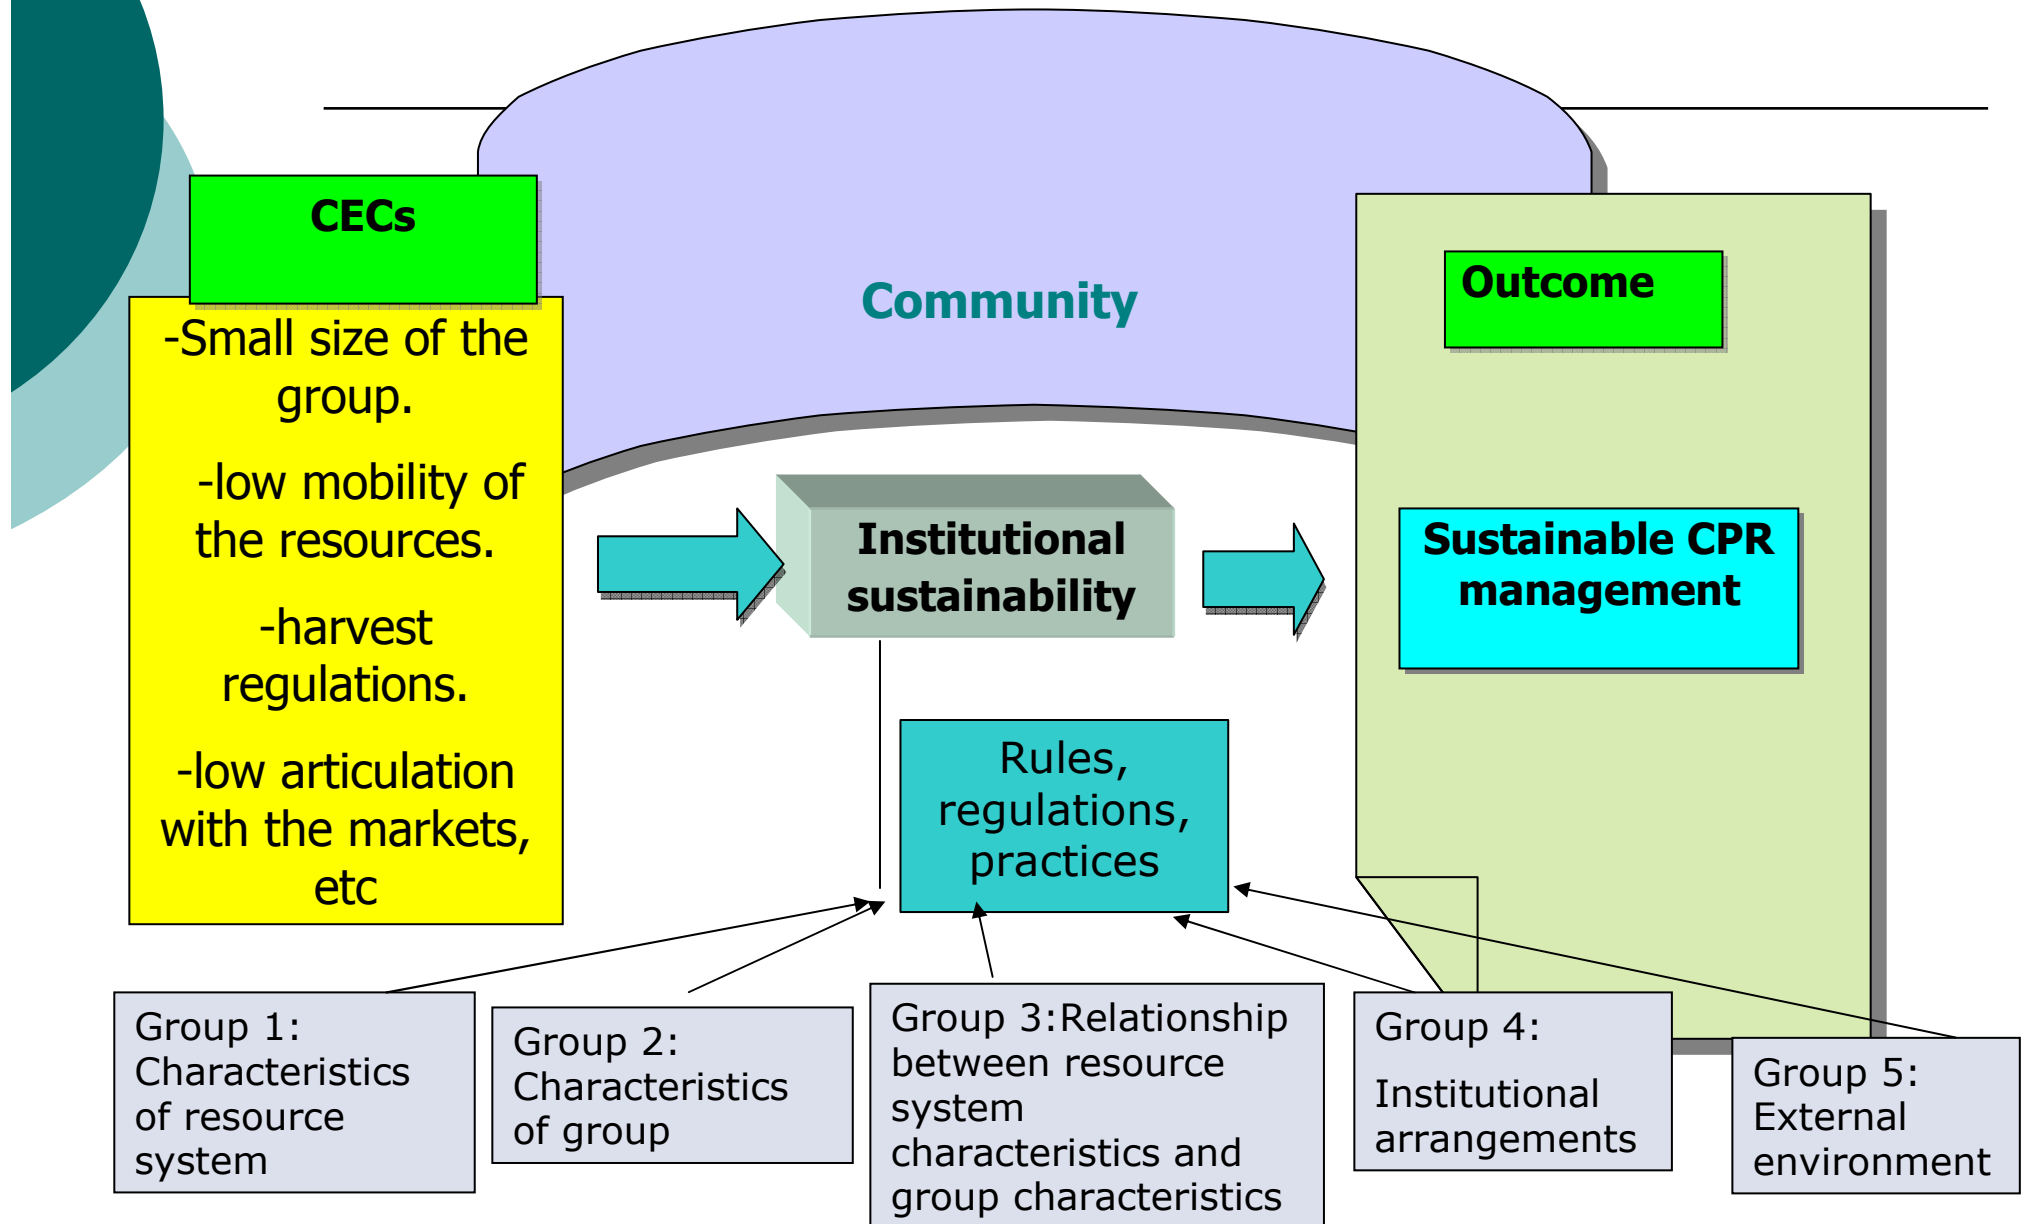 CECs
-Small size of the
group.
-low mobility of
the resources.
-harvest
regulations.
-low articulation
with the markets,
etc
Community
Institutional
sustainability
Rules,
regulations,
practices
Outcome
Sustainable CPR
management
Group 1:
Characteristics
of resource
system
Group 2:
Characteristics
of group
Group 3:Relationship
between resource
system
characteristics and
group characteristics
Group 4:
Institutional
arrangements
Group 5:
External
environment